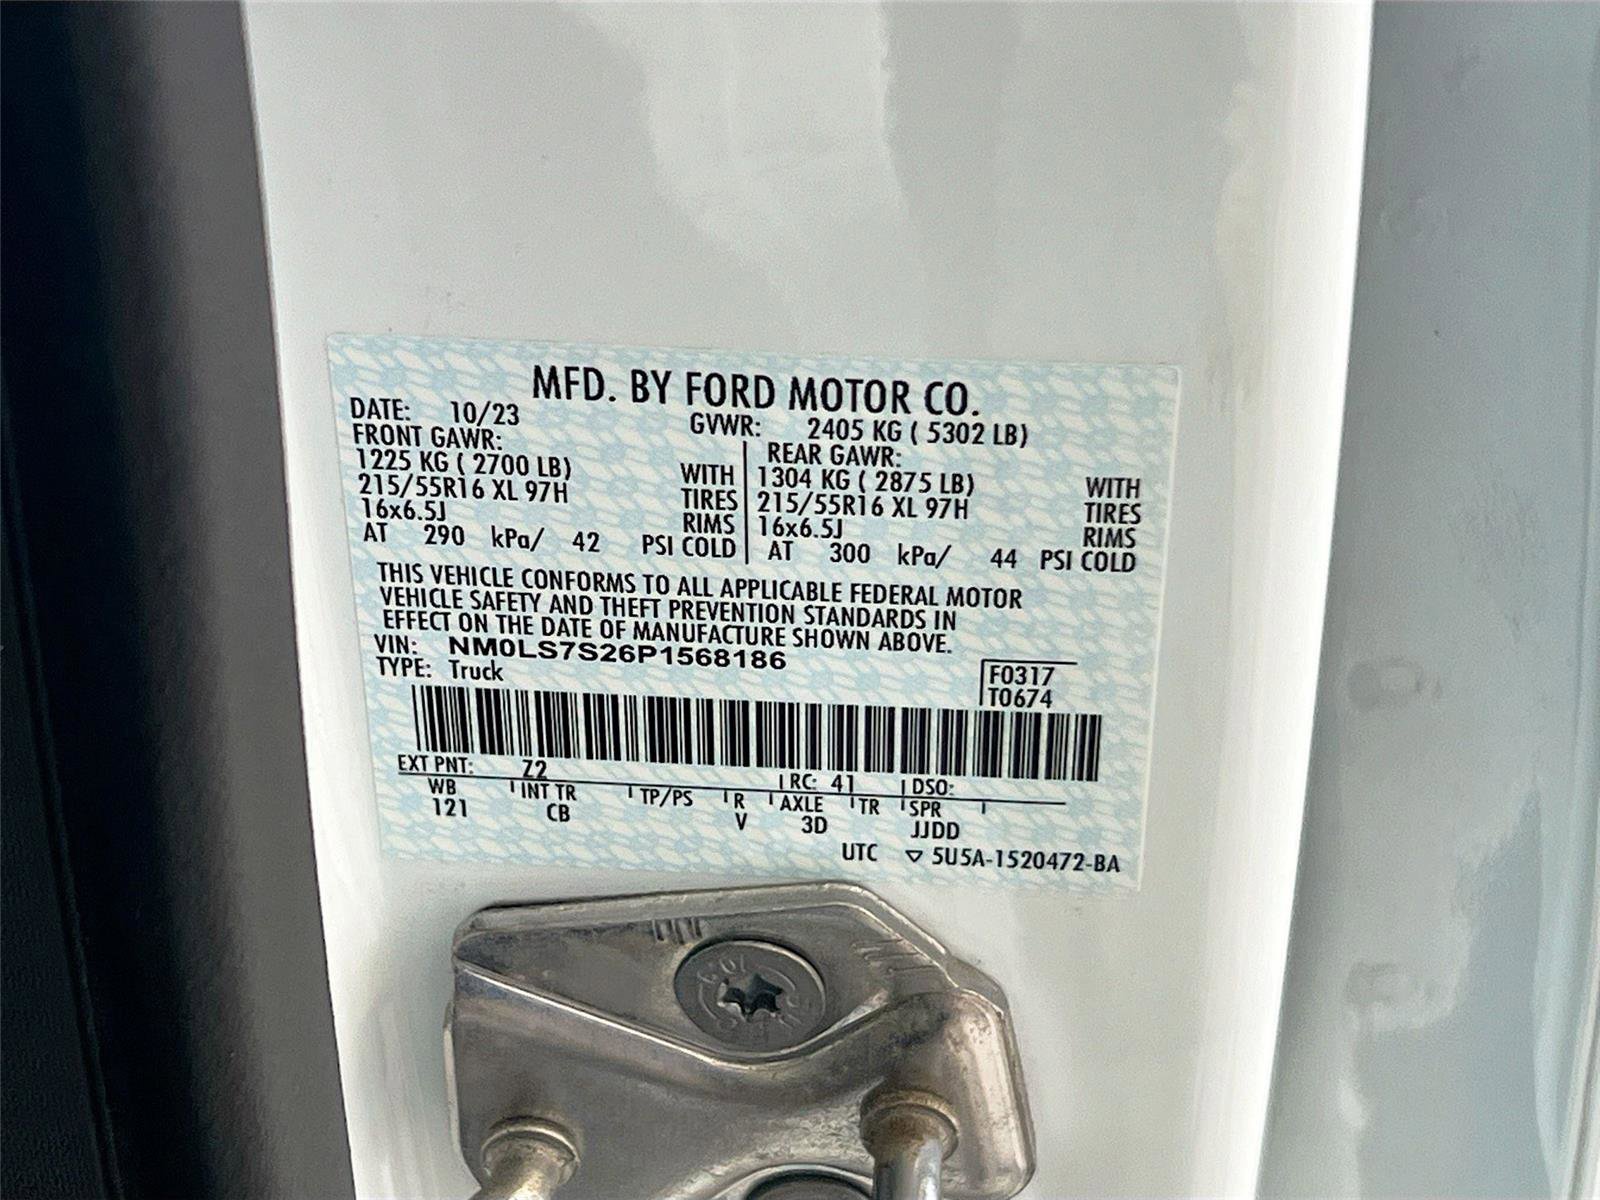 MFD. BY FORD MOTOR CO.
DATE: 10/23 GVWR: 2405 KG ( 5302 LB)
FRONT GAWR: REAR GAWR:
1225 KG ( 2700 LB) WITH 1304 KG ( 2875 LB) WITH
215/55R16 XL 97H TIRES 215/55R16 XL 97H TIRES
16x6.5J RIMS 16x6.5J RIMS
AT 290 kPa/ 42 PSI COLD AT 300 kPa/ 44 PSI COLD
THIS VEHICLE CONFORMS TO ALL APPLICABLE FEDERAL MOTOR
VEHICLE SAFETY AND THEFT PREVENTION STANDARDS IN
EFFECT ON THE DATE OF MANUFACTURE SHOWN ABOVE.
VIN: NM0LS7S26P1568186
TYPE: Truck
F0317
T0674
EXT PNT: Z2 RC: 41 DSO:
WB INT TR TP/PS R AXLE TR SPR
121 CB V 3D JJDD
UTC ▽ 5U5A-1520472-BA